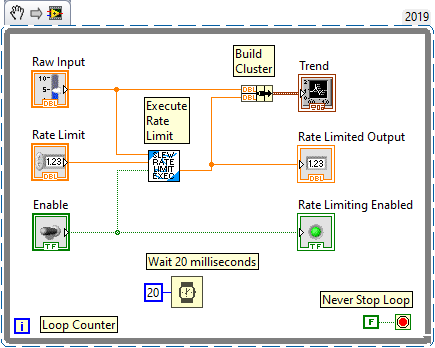 2019
Raw Input
10-
5-
DBL
Build
Cluster
DBL
DBL
Trend
Execute
Rate
Limit
Rate Limit
1.23
DBL
SLEW/
RATE
LIMIT
EXEC
Rate Limited Output
1.23
DBL
Enable
TF
Rate Limiting Enabled
TF
Wait 20 milliseconds
20
Never Stop Loop
F
i
Loop Counter